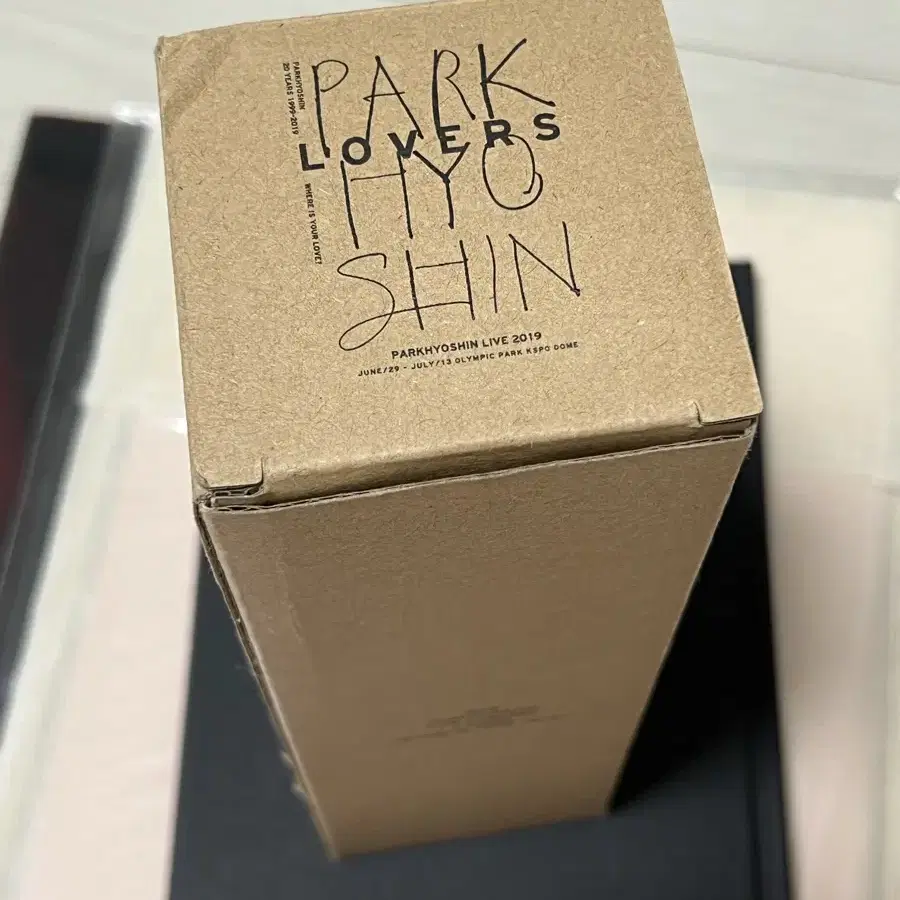 PARK
LOVERS
HYO
SHIN
PARKHYOSHIN
20 YEARS 1999-2019
WHERE IS YOUR LOVE?
PARKHYOSHIN LIVE 2019
JUNE/29 - JULY/13 OLYMPIC PARK KSPO DOME